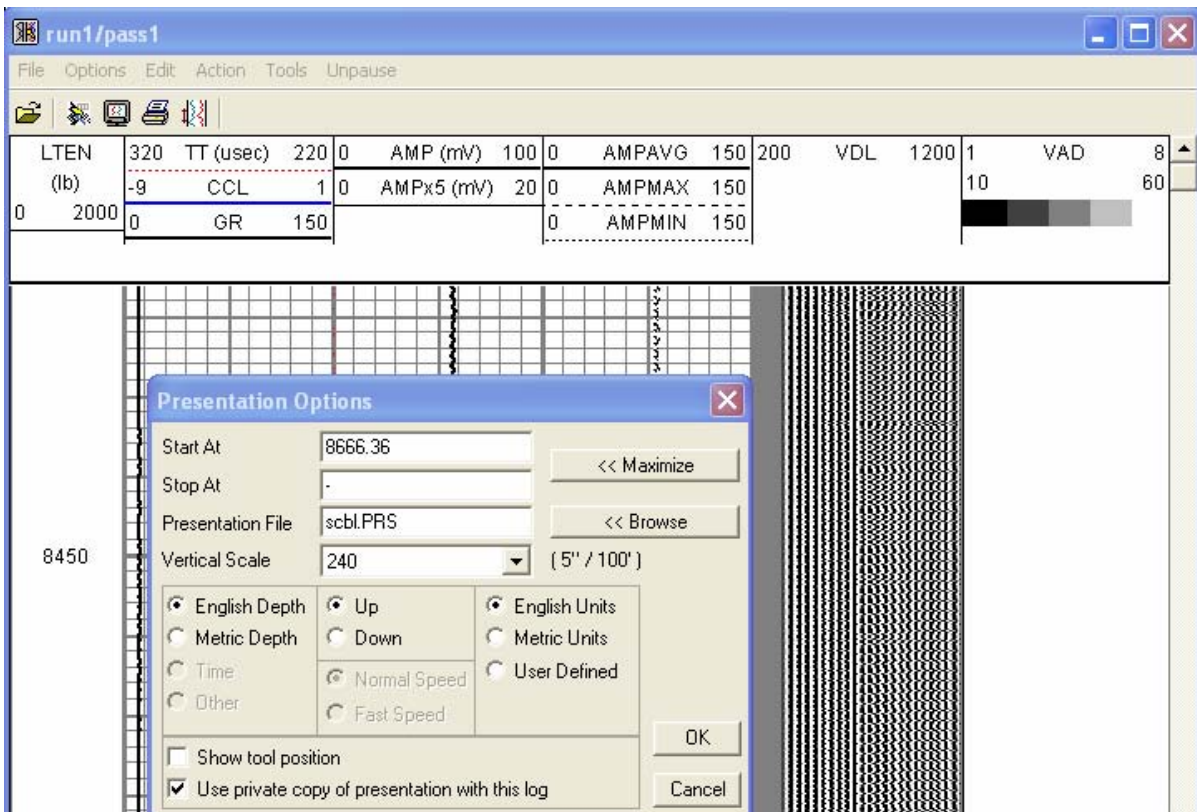 run1/pass1
File Options Edit Action Tools Unpause
LTEN 320 TT (usec) 220 0 AMP (mV) 100 0 AMPAVG 150 200 VDL 1200 1 VAD 8
(lb) -9 CCL 1 0 AMPx5 (mV) 20 0 AMPMAX 150 10 60
0 2000 0 GR 150 0 AMPMIN 150
Presentation Options
Start At 8666.36 << Maximize
Stop At -
Presentation File scbl.PRS << Browse
8450 Vertical Scale 240 ( 5" / 100' )
English Depth Up English Units
Metric Depth Down Metric Units
Time Normal Speed User Defined
Other Fast Speed
OK
Show tool position
Use private copy of presentation with this log Cancel